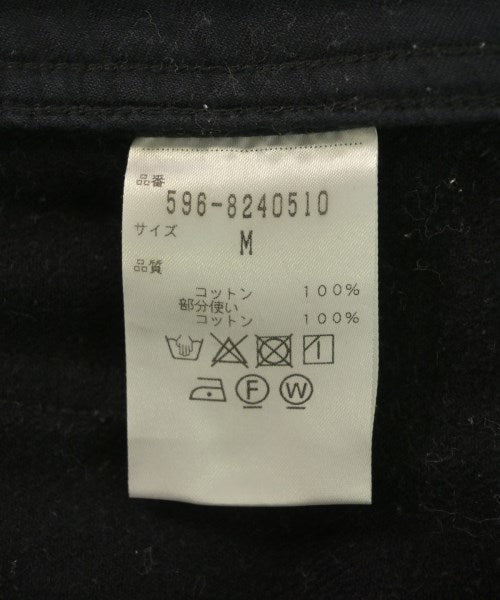 品番
596-8240510
サイズ
M
品質
コットン 100%
部分使い
コットン 100%
F W